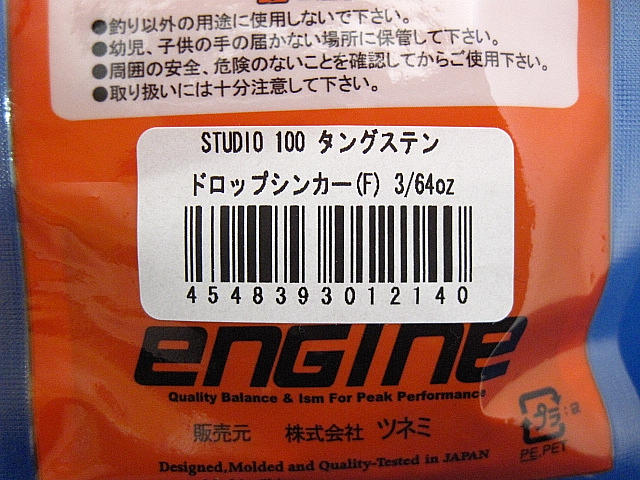 ●釣り以外の用途に使用しないで下さい。
●幼児、子供の手の届かない場所に保管して下さい。
●周囲の安全、危険のないことを確認してからご使用下さい。
●取り扱いには十分注意して下さい。
STUDIO 100 タングステン
ドロップシンカー(F) 3/64oz
4548393012140
engine
Quality Balance & Ism For Peak Performance
販売元 株式会社 ツネミ
プラ:袋
PE,PET
Designed,Molded and Quality-Tested in JAPAN